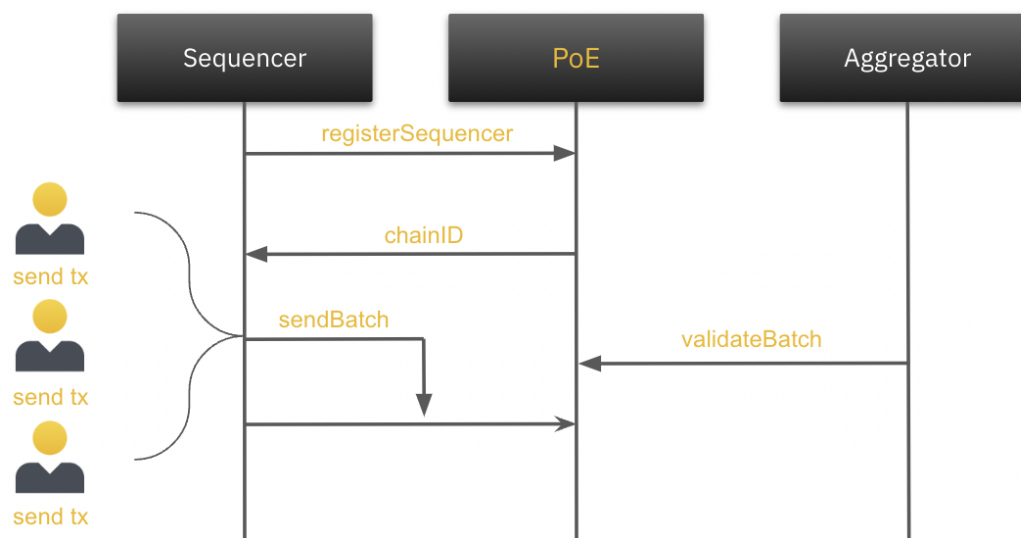 Sequencer
PoE
Aggregator
registerSequencer
chainID
send tx
sendBatch
validateBatch
send tx
send tx